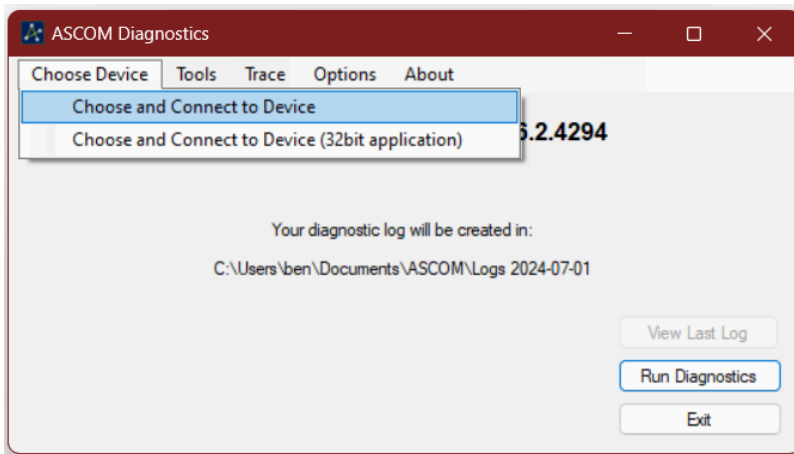 ASCOM Diagnostics
Choose Device Tools Trace Options About
Choose and Connect to Device
Choose and Connect to Device (32bit application)
6.2.4294
Your diagnostic log will be created in:
C:\Users\ben\Documents\ASCOM\Logs 2024-07-01
View Last Log
Run Diagnostics
Exit